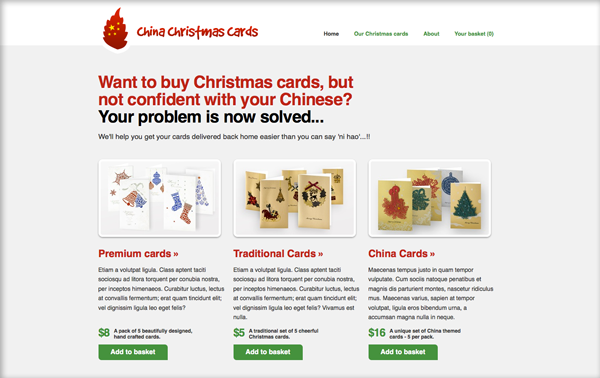 China Christmas Cards
Home
Our Christmas cards
About
Your basket (0)
Want to buy Christmas cards, but
not confident with your Chinese?
Your problem is now solved...
We'll help you get your cards delivered back home easier than you can say 'ni hao'...!!
Premium cards »
Etiam a volutpat ligula. Class aptent taciti
sociosqu ad litora torquent per conubia nostra,
per inceptos himenaeos. Curabitur luctus, lectus
at convallis fermentum; erat quam tincidunt elit;
vel dignissim ligula leo eget tellus?
$8
A pack of 5 beautifully designed,
hand crafted cards.
Add to basket
Traditional Cards »
Etiam a volutpat ligula. Class aptent taciti
sociosqu ad litora torquent per conubia nostra,
per inceptos himenaeos. Curabitur luctus, lectus
at convallis fermentum; erat quam tincidunt elit;
vel dignissim ligula leo eget tellus? Vivamus est
nulla.
$5
A traditional set of 5 cheerful
Christmas cards.
Add to basket
China Cards »
Maecenas tempus justo in quam tempor
vulputate. Cum sociis natoque penatibus et
magnis dis parturient montes, nascetur ridiculus
mus. Maecenas varius, sapien at tempor
volutpat, ligula eros bibendum urna, a
accumsan magna nulla in neque.
$16
A unique set of China themed
cards - 5 per pack.
Add to basket